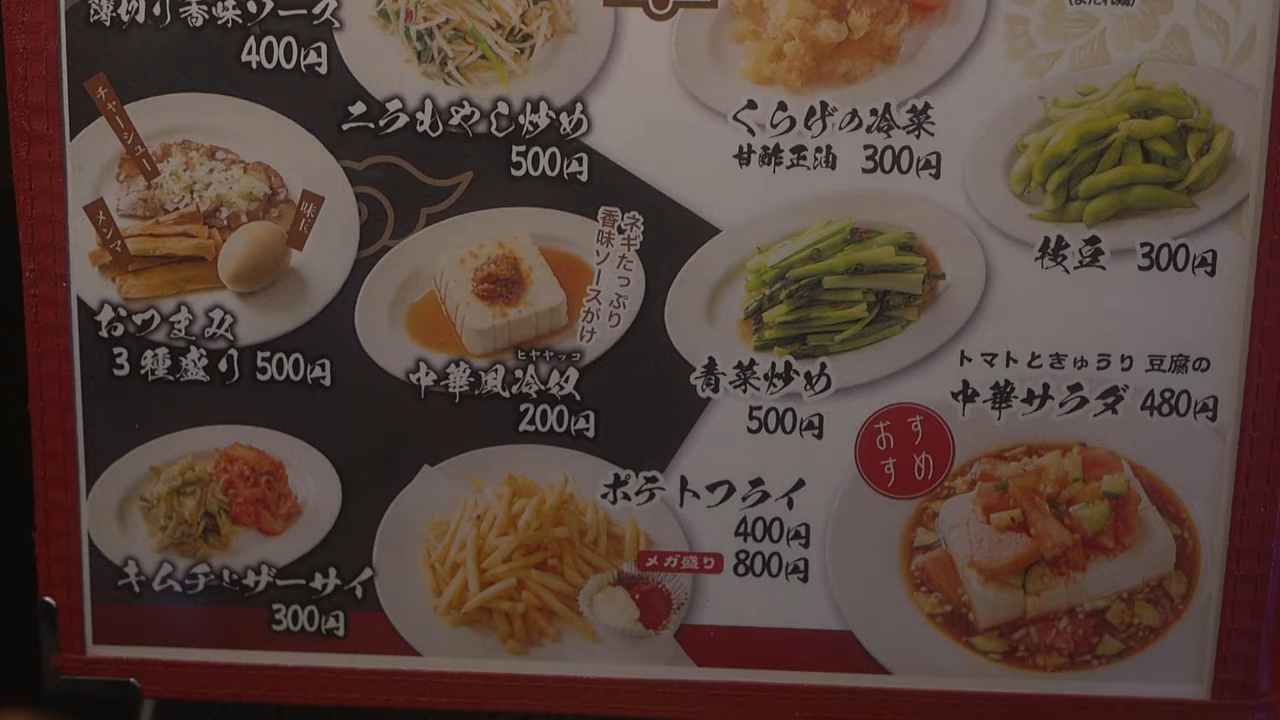 薄切り香味ソース
400円
ニラもやし炒め
500円
くらげの冷菜
甘酢正油 300円
枝豆 300円
チャーシュー
メンマ
味玉
おつまみ
3種盛り 500円
ネギたっぷり
香味ソースがけ
ヒヤヤッコ
中華風冷奴
200円
青菜炒め
500円
トマトときゅうり 豆腐の
中華サラダ 480円
おすすめ
キムチとザーサイ
300円
ポテトフライ
400円
メガ盛り 800円